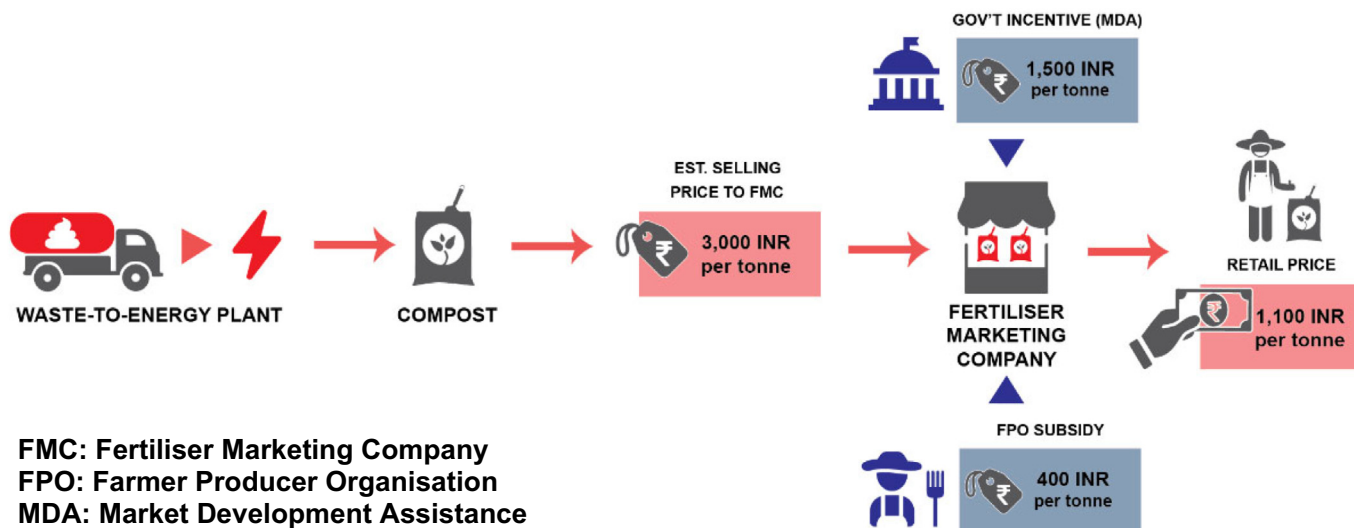 GOV'T INCENTIVE (MDA)
₹
1,500 INR
per tonne
EST. SELLING
PRICE TO FMC
₹
3,000 INR
per tonne
WASTE-TO-ENERGY PLANT
COMPOST
FERTILISER
MARKETING
COMPANY
RETAIL PRICE
₹
1,100 INR
per tonne
FPO SUBSIDY
₹
400 INR
per tonne
FMC: Fertiliser Marketing Company
FPO: Farmer Producer Organisation
MDA: Market Development Assistance